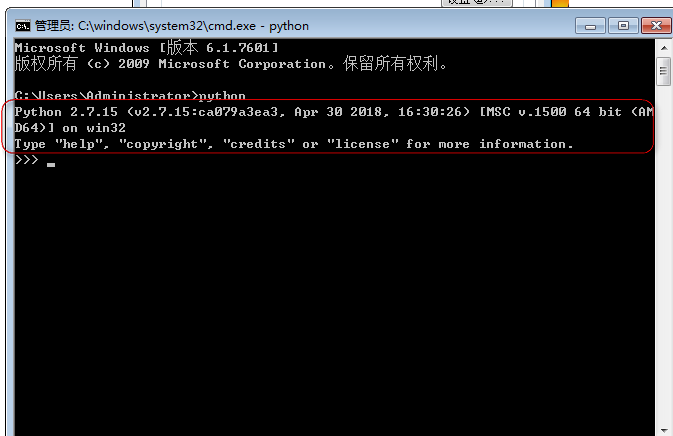 管理员: C:\windows\system32\cmd.exe - python
Microsoft Windows [版本 6.1.7601]
版权所有 (c) 2009 Microsoft Corporation。保留所有权利。
C:\Users\Administrator>python
Python 2.7.15 (v2.7.15:ca079a3ea3, Apr 30 2018, 16:30:26) [MSC v.1500 64 bit (AM
D64)] on win32
Type "help", "copyright", "credits" or "license" for more information.
>>> _